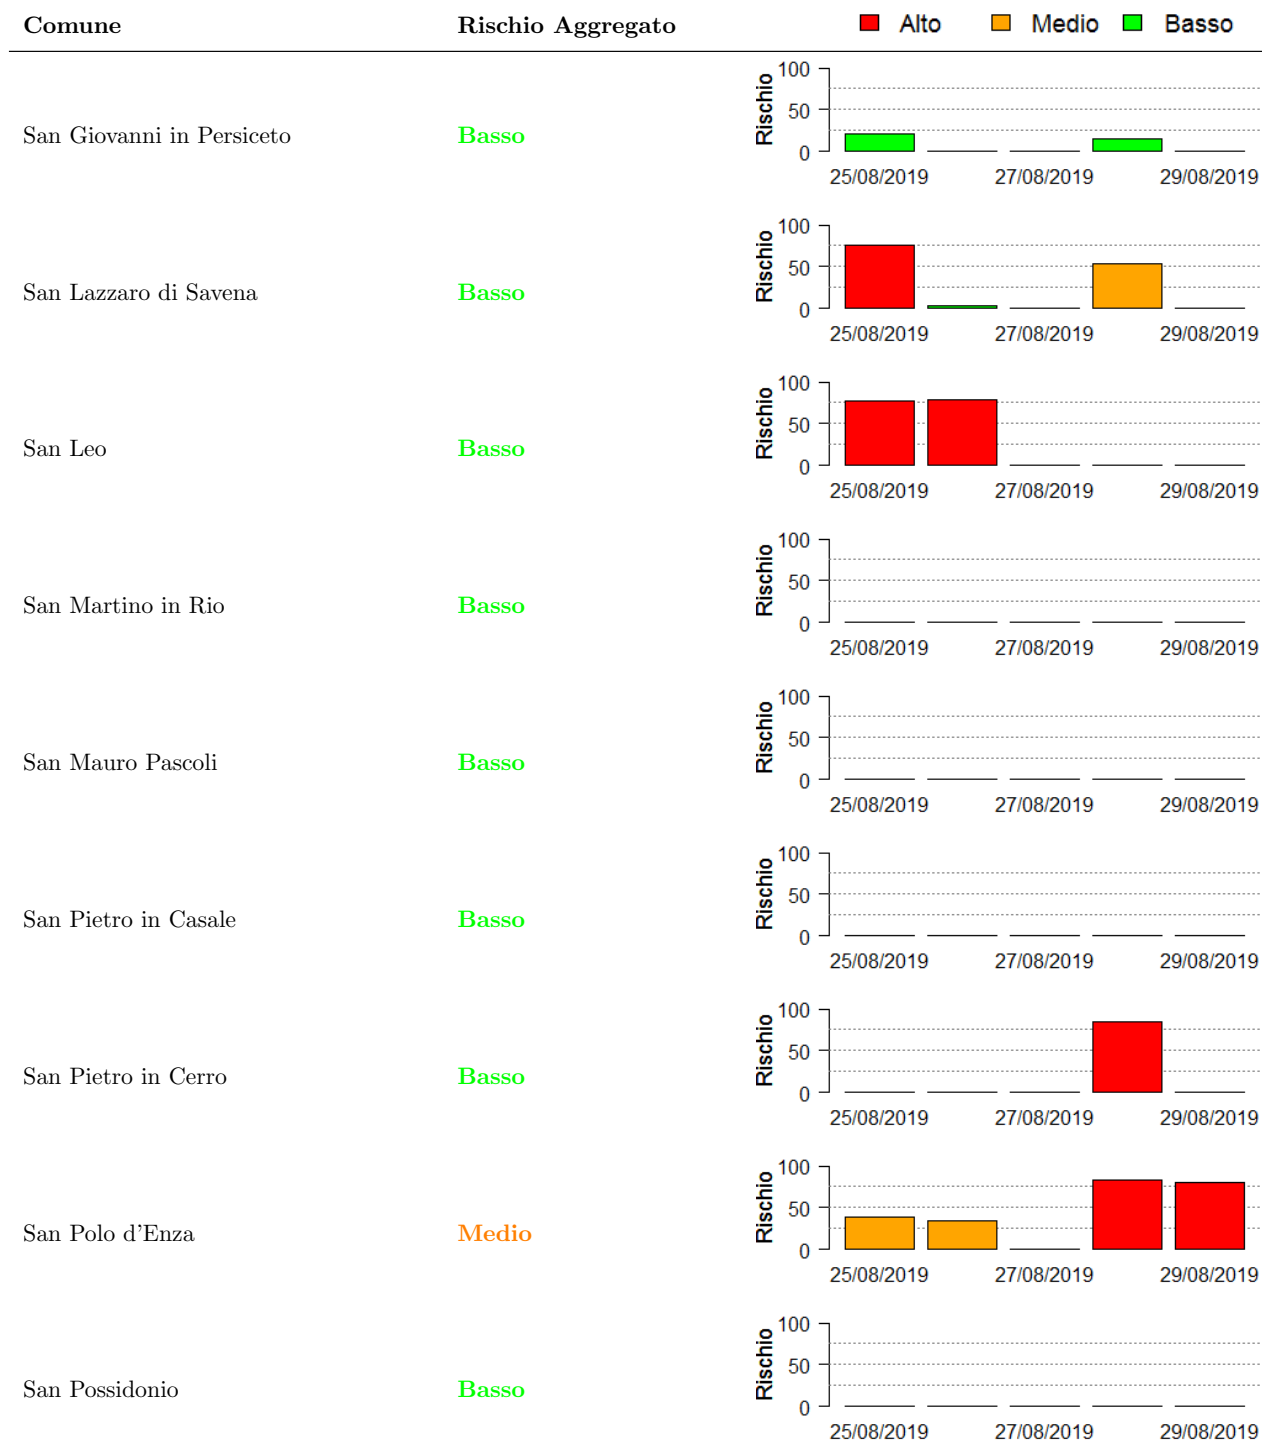 Comune Rischio Aggregato Alto Medio Basso
San Giovanni in Persiceto Basso
Rischio
100
50
0
25/08/2019 27/08/2019 29/08/2019
San Lazzaro di Savena Basso
Rischio
100
50
0
25/08/2019 27/08/2019 29/08/2019
San Leo Basso
Rischio
100
50
0
25/08/2019 27/08/2019 29/08/2019
San Martino in Rio Basso
Rischio
100
50
0
25/08/2019 27/08/2019 29/08/2019
San Mauro Pascoli Basso
Rischio
100
50
0
25/08/2019 27/08/2019 29/08/2019
San Pietro in Casale Basso
Rischio
100
50
0
25/08/2019 27/08/2019 29/08/2019
San Pietro in Cerro Basso
Rischio
100
50
0
25/08/2019 27/08/2019 29/08/2019
San Polo d'Enza Medio
Rischio
100
50
0
25/08/2019 27/08/2019 29/08/2019
San Possidonio Basso
Rischio
100
50
0
25/08/2019 27/08/2019 29/08/2019